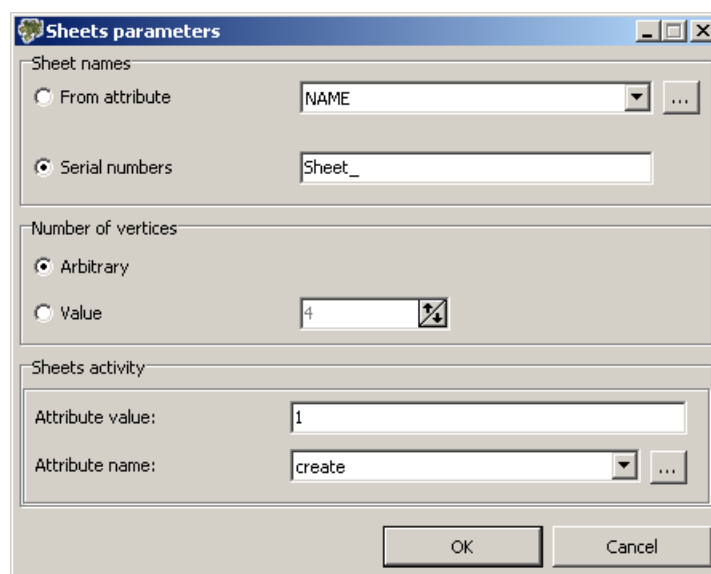 Sheets parameters
Sheet names
From attribute NAME ...
Serial numbers Sheet_
Number of vertices
Arbitrary
Value 4
Sheets activity
Attribute value: 1
Attribute name: create ...
OK Cancel